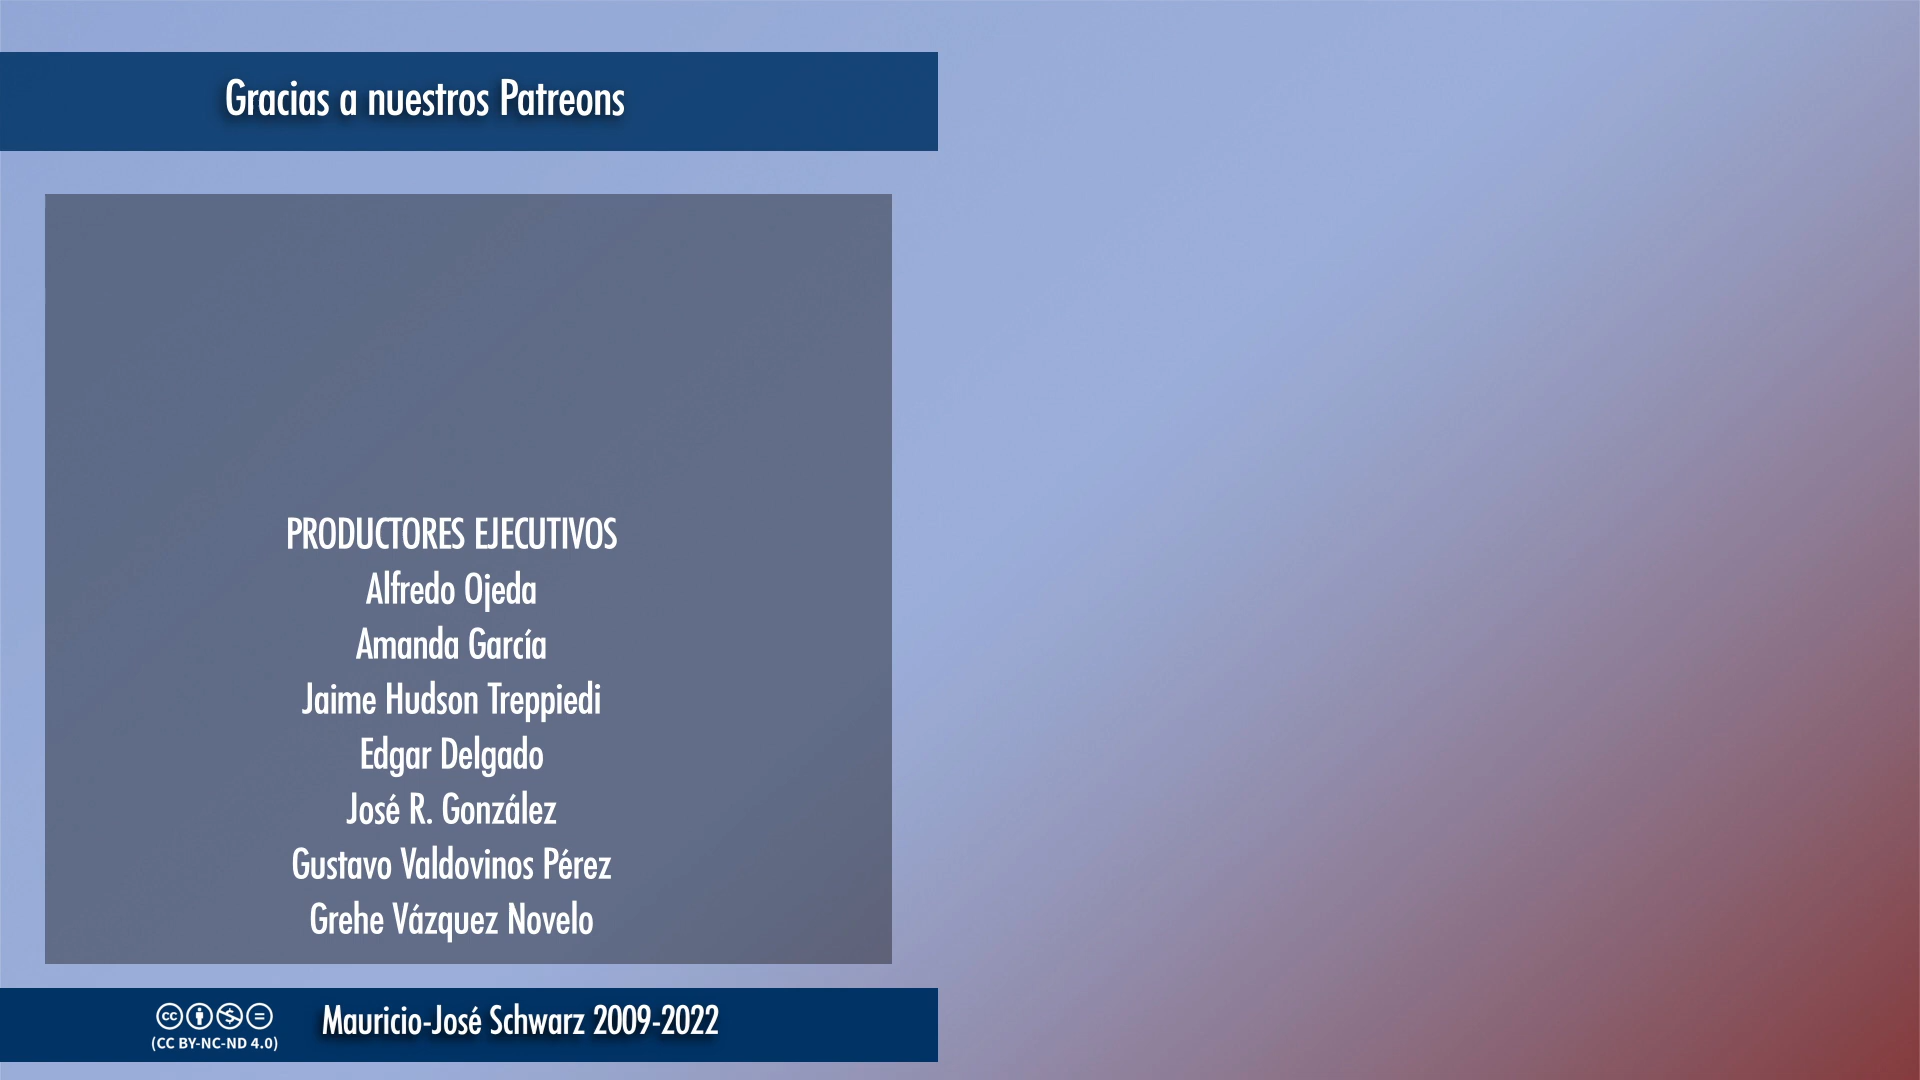 Gracias a nuestros Patreons
PRODUCTORES EJECUTIVOS
Alfredo Ojeda
Amanda García
Jaime Hudson Treppiedi
Edgar Delgado
José R. González
Gustavo Valdovinos Pérez
Grehe Vázquez Novelo
cc
(CC BY-NC-ND 4.0)
Mauricio-José Schwarz 2009-2022